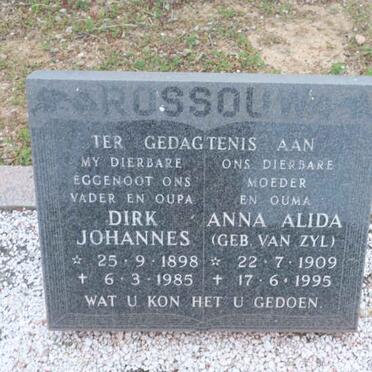 ROSSOUW
TER GEDAGTENIS AAN
MY DIERBARE
EGGENOOT ONS
VADER EN OUPA
DIRK
JOHANNES
☆ 25·9·1898
✝ 6·3·1985
ONS DIERBARE
MOEDER
EN OUMA
ANNA ALIDA
(GEB. VAN ZYL)
☆ 22·7·1909
✝ 17·6·1995
WAT U KON HET U GEDOEN.